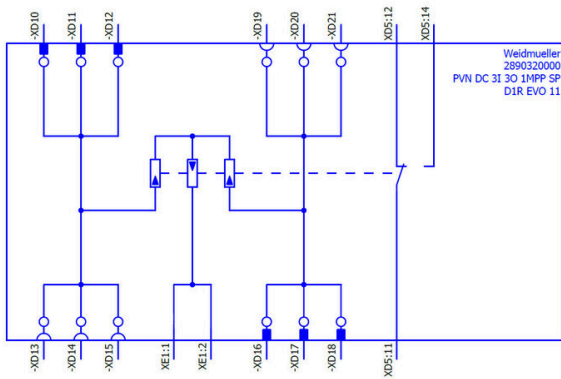 -XD10
-XD11
-XD12
-XD19
-XD20
-XD21
XD5:12
XD5:14
Weidmueller
2890320000
PVN DC 3I 3O 1MPP SP
D1R EVO 11
-XD13
-XD14
-XD15
XE1:1
XE1:2
-XD16
-XD17
-XD18
XD5:11